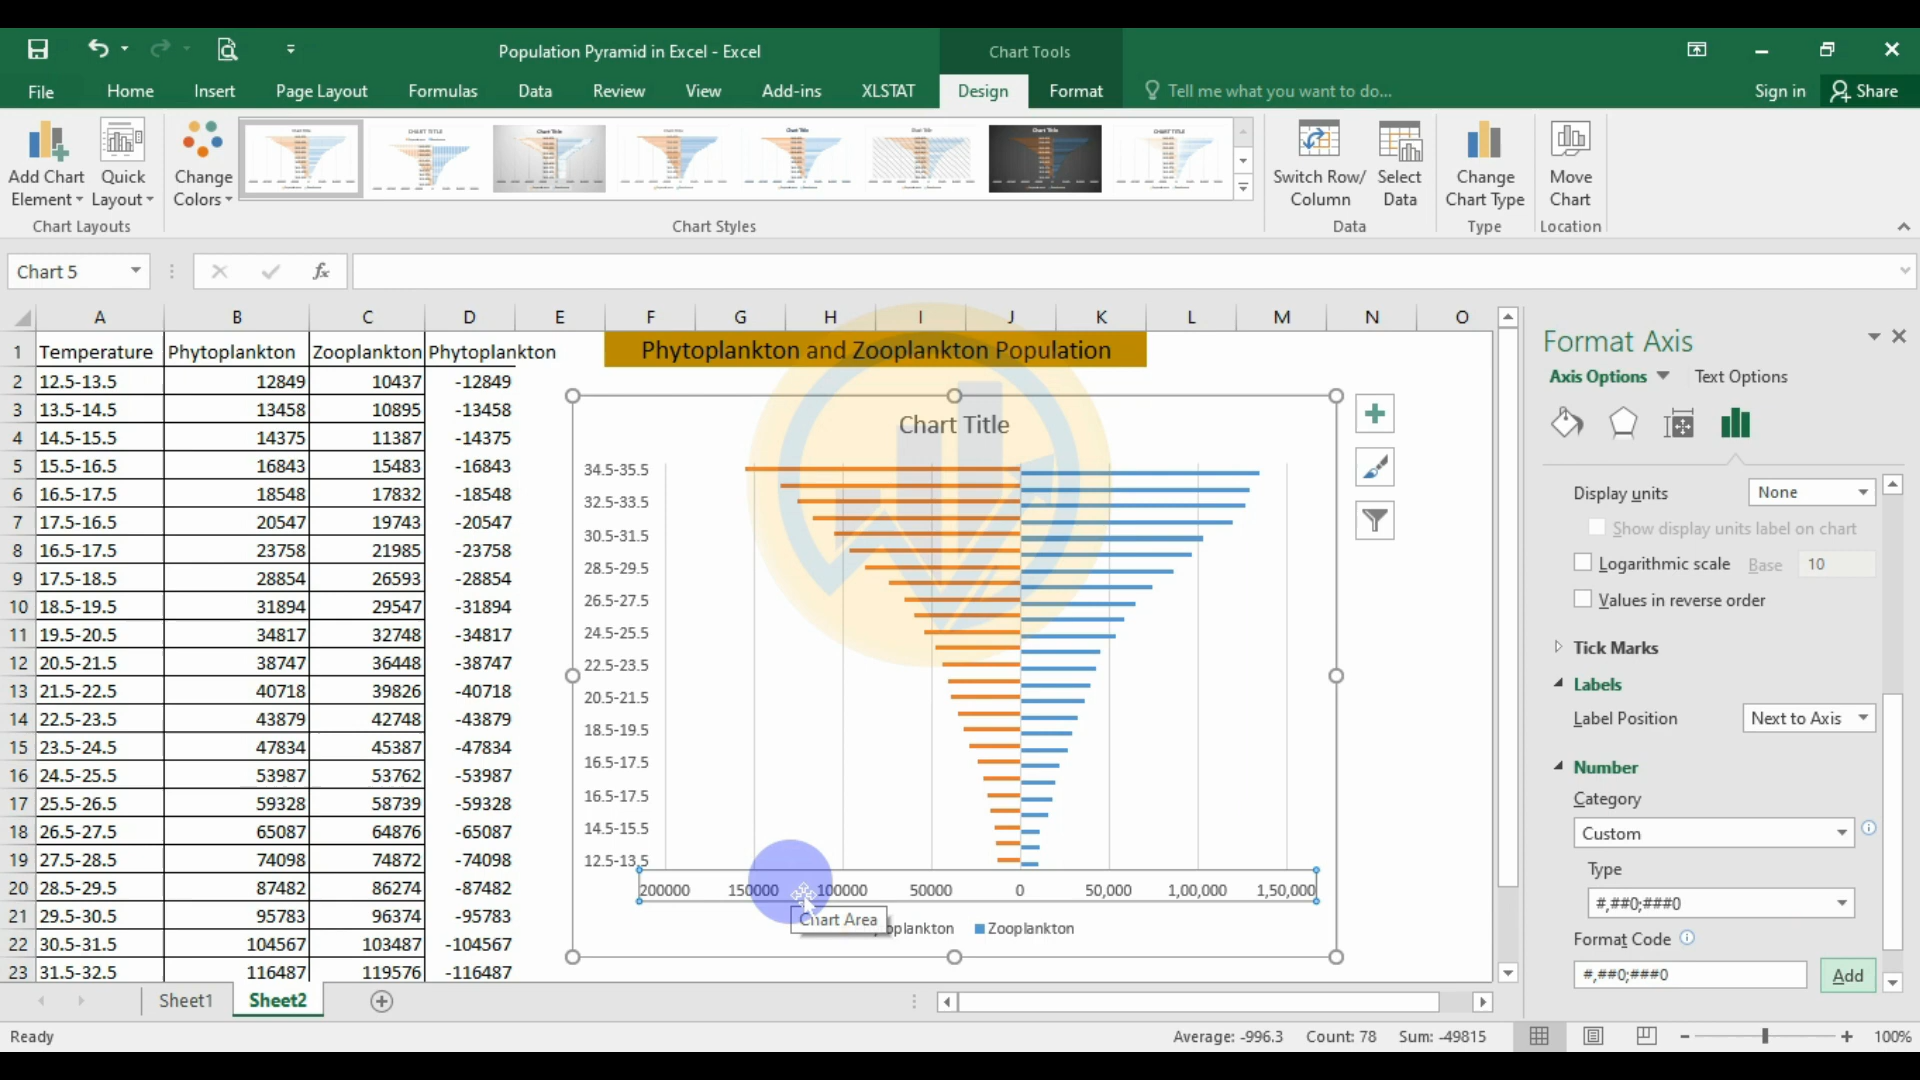 Population Pyramid in Excel - Excel
Chart Tools
File Home Insert Page Layout Formulas Data Review View Add-ins XLSTAT Design Format Tell me what you want to do... Sign in Share
Add Chart Element Quick Layout Change Colors Switch Row/ Column Select Data Change Chart Type Move Chart
Chart Layouts Chart Styles Data Type Location
Chart 5 fx
A B C D E F G H I J K L M N O
1 Temperature Phytoplankton Zooplankton Phytoplankton
2 12.5-13.5 12849 10437 -12849
3 13.5-14.5 13458 10895 -13458
4 14.5-15.5 14375 11387 -14375
5 15.5-16.5 16843 15483 -16843
6 16.5-17.5 18548 17832 -18548
7 17.5-16.5 20547 19743 -20547
8 16.5-17.5 23758 21985 -23758
9 17.5-18.5 28854 26593 -28854
10 18.5-19.5 31894 29547 -31894
11 19.5-20.5 34817 32748 -34817
12 20.5-21.5 38747 36448 -38747
13 21.5-22.5 40718 39826 -40718
14 22.5-23.5 43879 42748 -43879
15 23.5-24.5 47834 45387 -47834
16 24.5-25.5 53987 53762 -53987
17 25.5-26.5 59328 58739 -59328
18 26.5-27.5 65087 64876 -65087
19 27.5-28.5 74098 74872 -74098
20 28.5-29.5 87482 86274 -87482
21 29.5-30.5 95783 96374 -95783
22 30.5-31.5 104567 103487 -104567
23 31.5-32.5 116487 119576 -116487
Phytoplankton and Zooplankton Population
Chart Title
34.5-35.5
32.5-33.5
30.5-31.5
28.5-29.5
26.5-27.5
24.5-25.5
22.5-23.5
20.5-21.5
18.5-19.5
16.5-17.5
16.5-17.5
14.5-15.5
12.5-13.5
200000 150000 100000 50000 0 50,000 1,00,000 1,50,000
Chart Area
Zooplankton
Format Axis
Axis Options Text Options
Display units None
Show display units label on chart
Logarithmic scale Base 10
Values in reverse order
Tick Marks
Labels
Label Position Next to Axis
Number
Category
Custom
Type
#,##0;###0
Format Code
#,##0;###0 Add
Sheet1 Sheet2
Ready Average: -996.3 Count: 78 Sum: -49815 100%